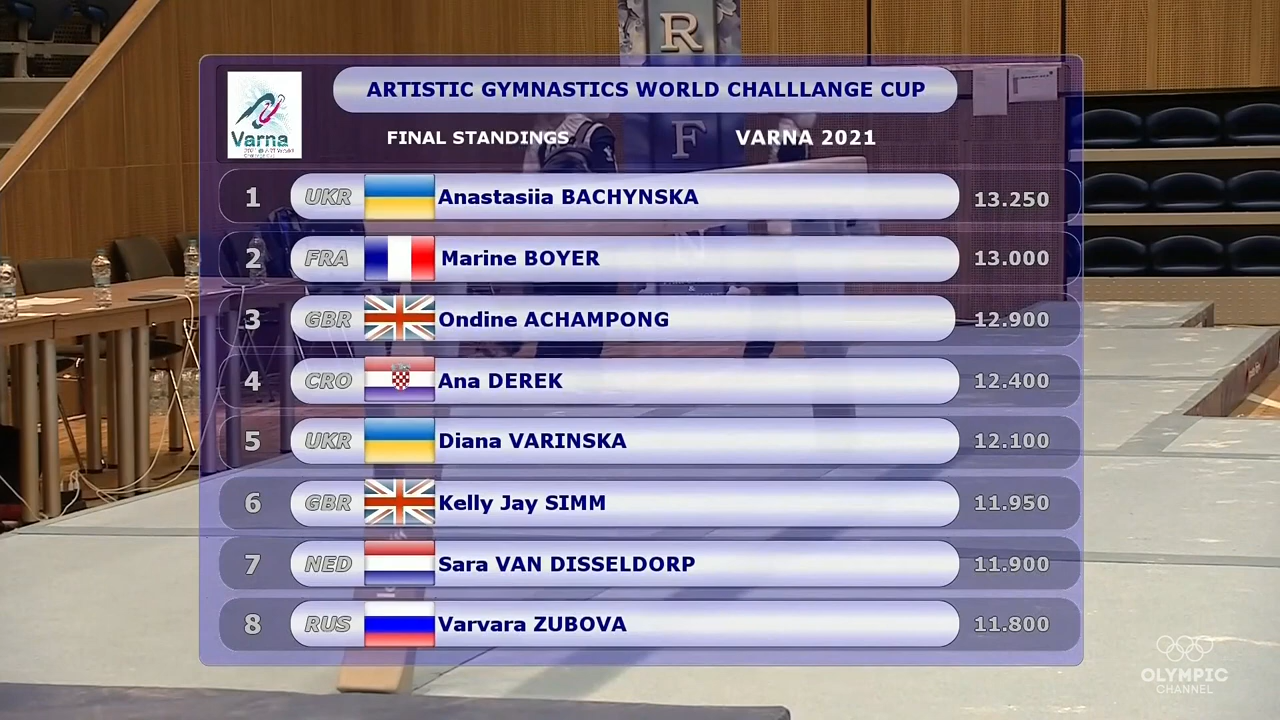 R
F
Varna
ARTISTIC GYMNASTICS WORLD CHALLLANGE CUP
FINAL STANDINGS VARNA 2021
1 UKR Anastasiia BACHYNSKA 13.250
2 FRA Marine BOYER 13.000
3 GBR Ondine ACHAMPONG 12.900
4 CRO Ana DEREK 12.400
5 UKR Diana VARINSKA 12.100
6 GBR Kelly Jay SIMM 11.950
7 NED Sara VAN DISSELDORP 11.900
8 RUS Varvara ZUBOVA 11.800
OLYMPIC
CHANNEL